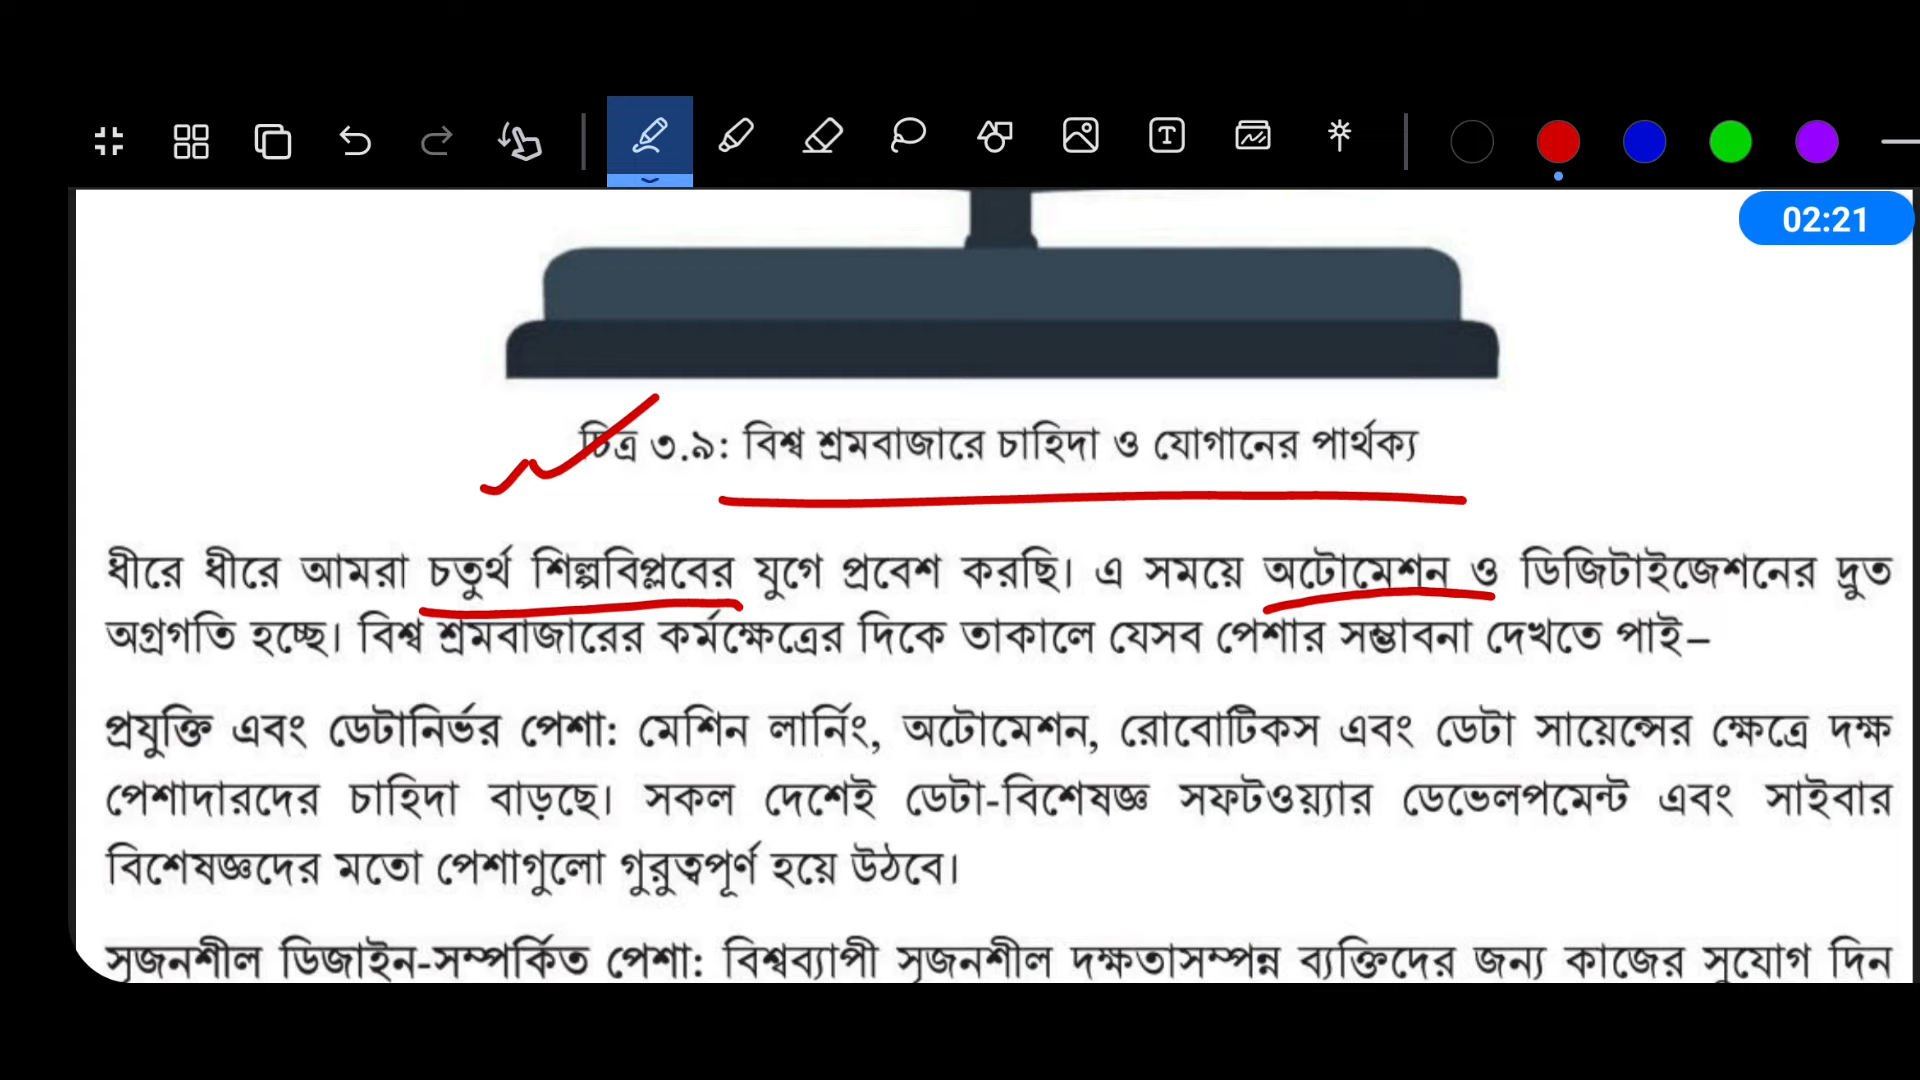 02:21
চিত্র ৩.৯: বিশ্ব শ্রমবাজারে চাহিদা ও যোগানের পার্থক্য
ধীরে ধীরে আমরা চতুর্থ শিল্পবিপ্লবের যুগে প্রবেশ করছি। এ সময়ে অটোমেশন ও ডিজিটাইজেশনের দ্রুত
অগ্রগতি হচ্ছে। বিশ্ব শ্রমবাজারের কর্মক্ষেত্রের দিকে তাকালে যেসব পেশার সম্ভাবনা দেখতে পাই–
প্রযুক্তি এবং ডেটানির্ভর পেশা: মেশিন লার্নিং, অটোমেশন, রোবোটিকস এবং ডেটা সায়েন্সের ক্ষেত্রে দক্ষ
পেশাদারদের চাহিদা বাড়ছে। সকল দেশেই ডেটা-বিশেষজ্ঞ সফটওয়্যার ডেভেলপমেন্ট এবং সাইবার
বিশেষজ্ঞদের মতো পেশাগুলো গুরুত্বপূর্ণ হয়ে উঠবে।
সৃজনশীল ডিজাইন-সম্পর্কিত পেশা: বিশ্বব্যাপী সৃজনশীল দক্ষতাসম্পন্ন ব্যক্তিদের জন্য কাজের সুযোগ দিন